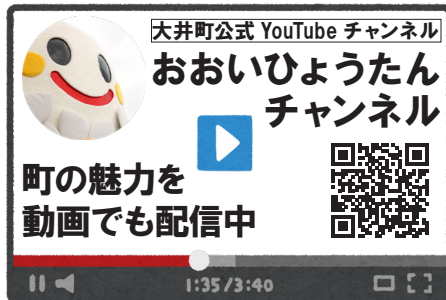 大井町公式 YouTube チャンネル
おおいひょうたん
チャンネル
町の魅力を
動画でも配信中
1:35/3:40